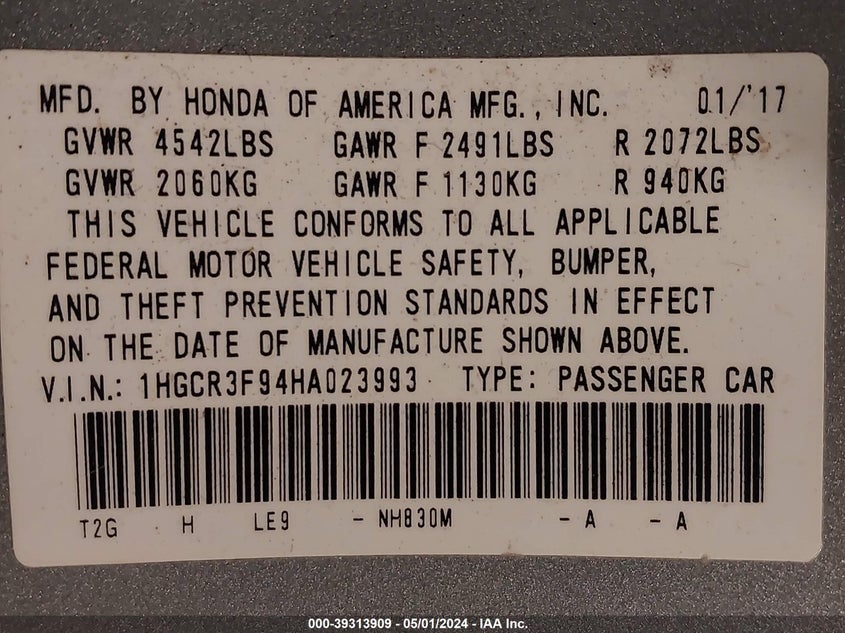 MFD. BY HONDA OF AMERICA MFG., INC. 01/'17
GVWR 4542LBS GAWR F 2491LBS R 2072LBS
GVWR 2060KG GAWR F 1130KG R 940KG
THIS VEHICLE CONFORMS TO ALL APPLICABLE
FEDERAL MOTOR VEHICLE SAFETY, BUMPER,
AND THEFT PREVENTION STANDARDS IN EFFECT
ON THE DATE OF MANUFACTURE SHOWN ABOVE.
V.I.N.: 1HGCR3F94HA023993 TYPE: PASSENGER CAR
T2G H LE9 - NH830M - A - A
000-39313909 - 05/01/2024 - IAA Inc.